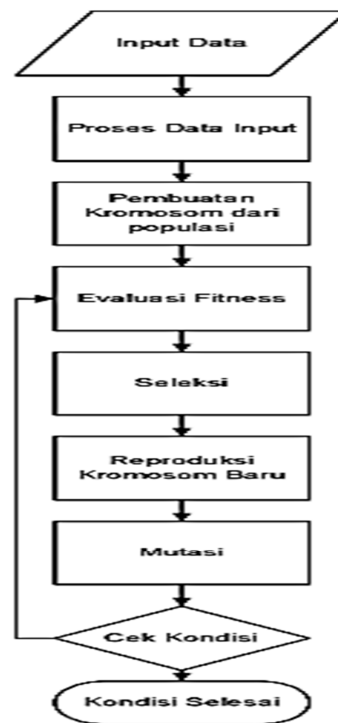 Input Data
Proses Data Input
Pembuatan
Kromosom dari
populasi
Evaluasi Fitness
Seleksi
Reproduksi
Kromosom Baru
Mutasi
Cek Kondisi
Kondisi Selesai